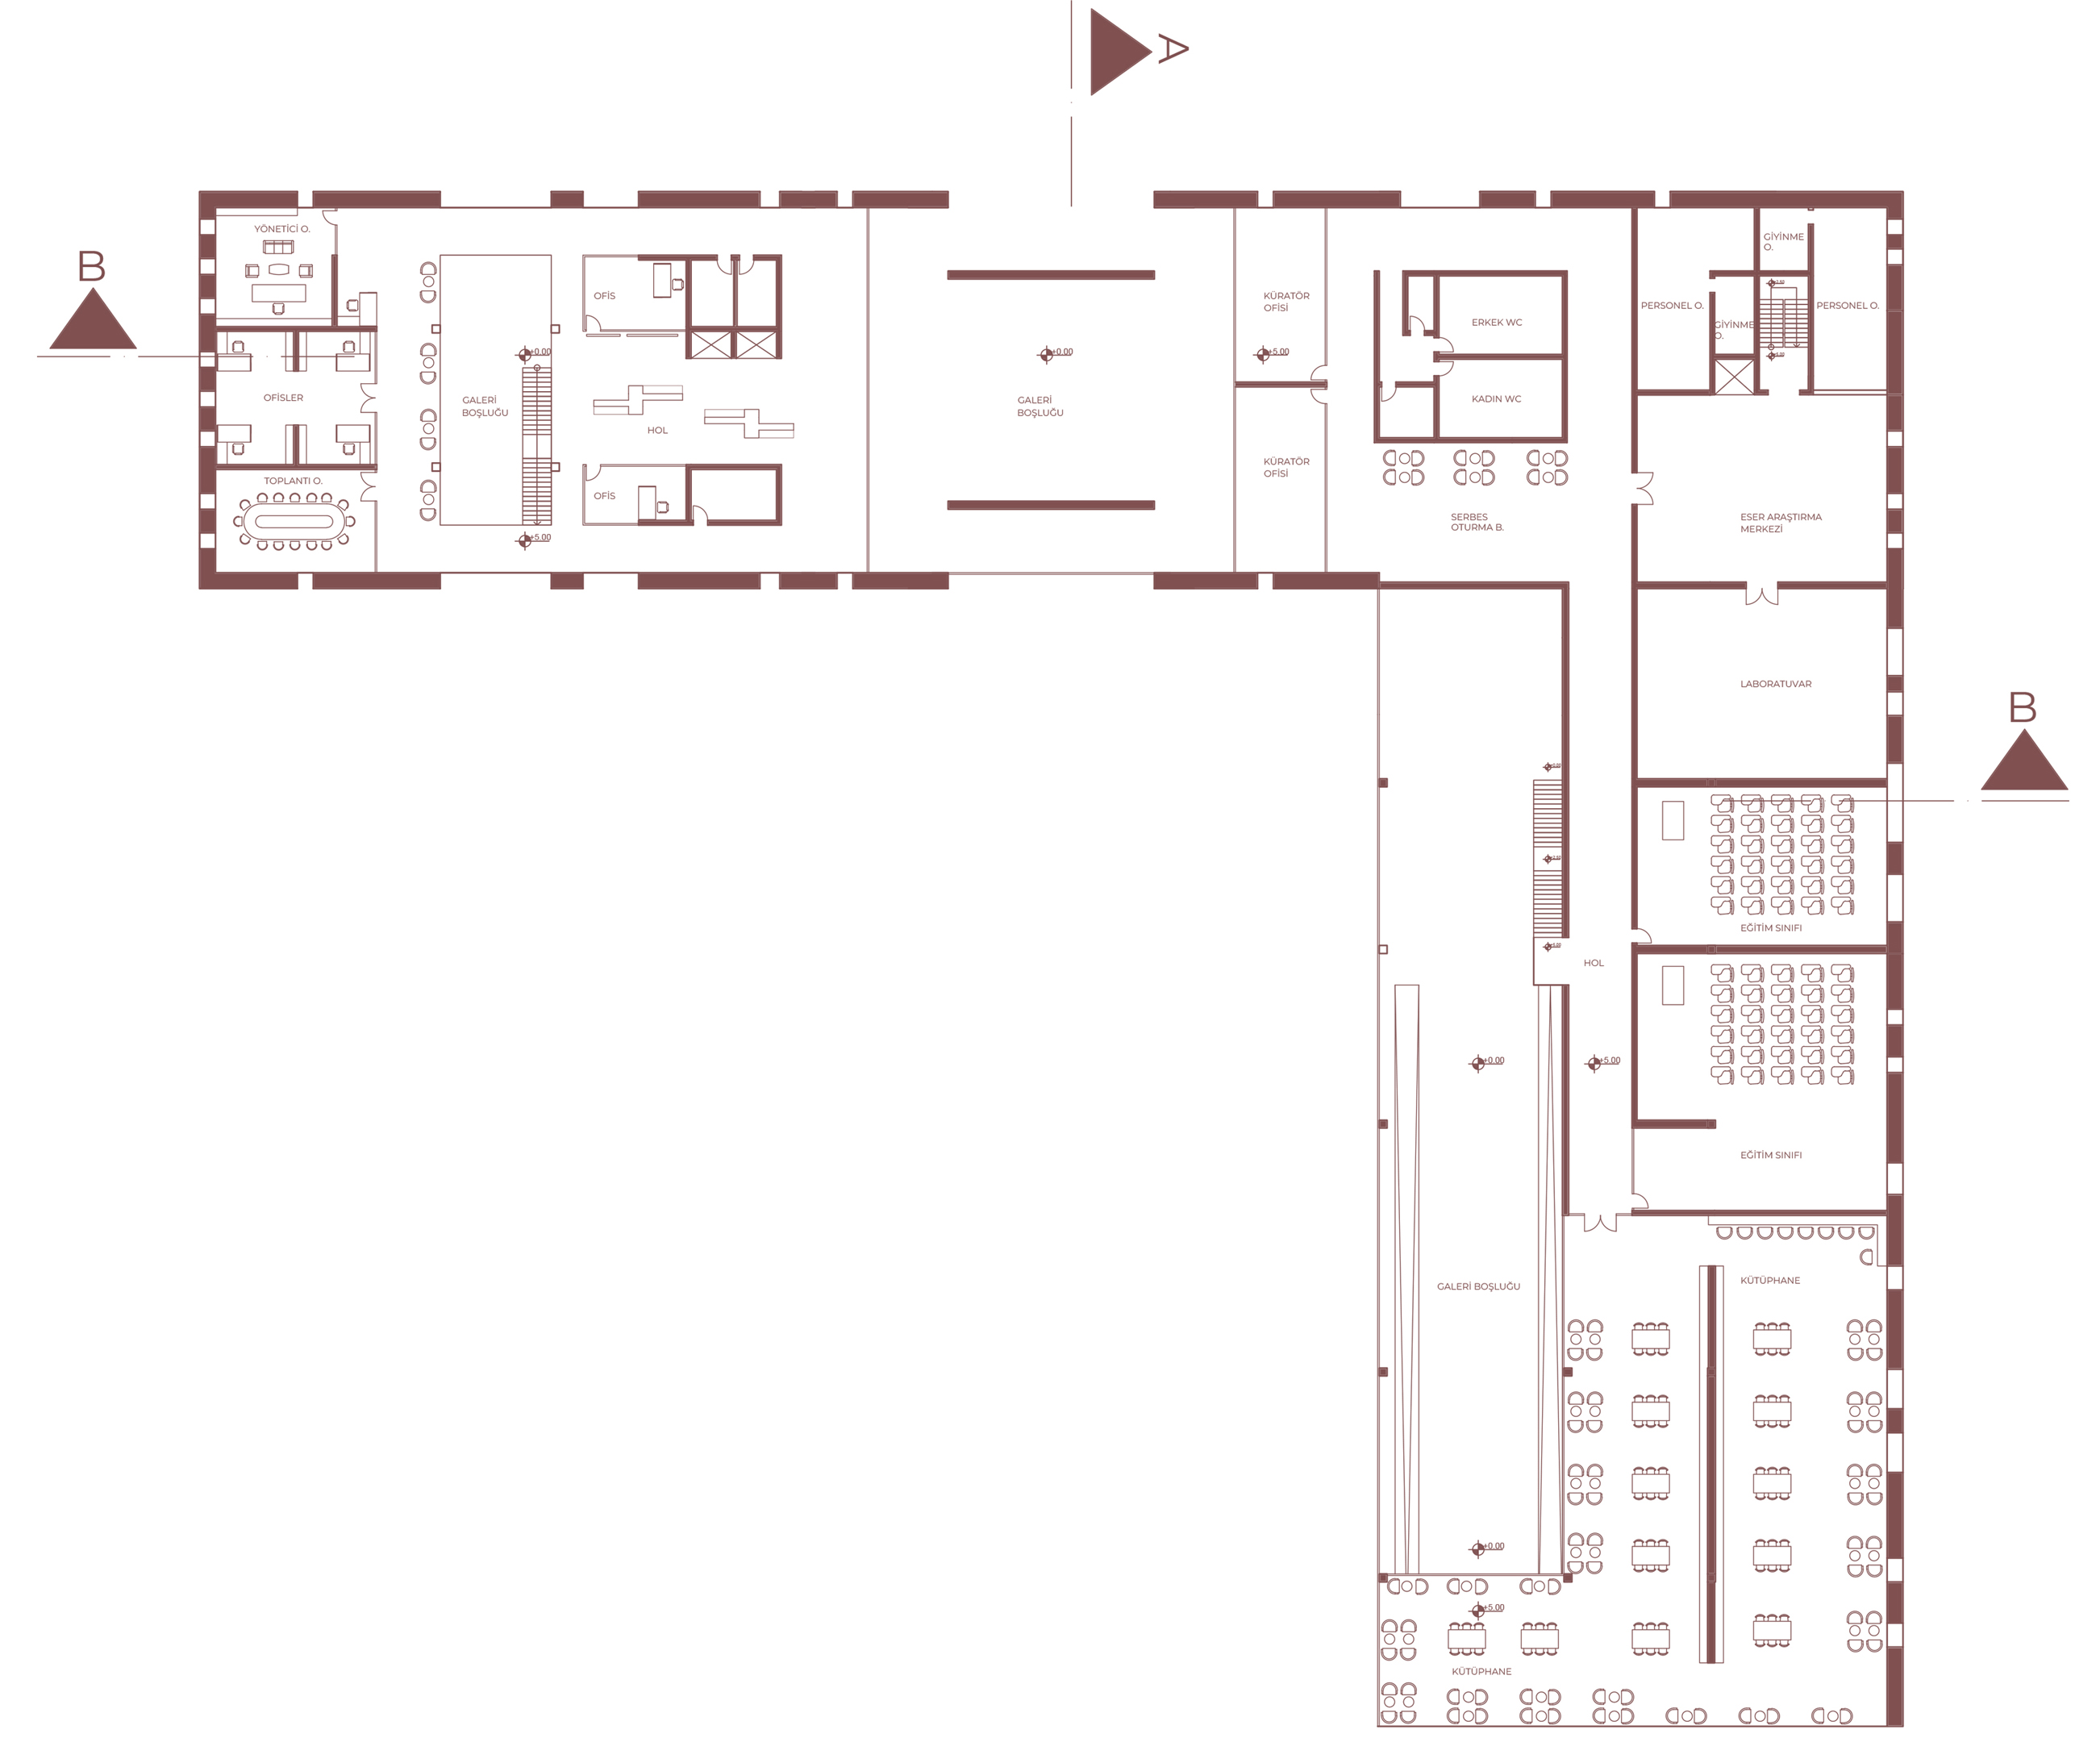 A
B
YÖNETİCİ O.
GİYİNME
O.
OFİS
KÜRATÖR
OFİSİ
PERSONEL O.
PERSONEL O.
ERKEK WC
GİYİNME
O.
+0.00
+0.00
+5.00
OFİSLER
GALERİ
BOŞLUĞU
GALERİ
BOŞLUĞU
KADIN WC
HOL
KÜRATÖR
OFİSİ
TOPLANTI O.
OFİS
SERBES
OTURMA B.
ESER ARAŞTIRMA
MERKEZİ
+5.00
LABORATUVAR
B
EĞİTİM SINIFI
HOL
+0.00
+5.00
EĞİTİM SINIFI
KÜTÜPHANE
GALERİ BOŞLUĞU
+0.00
+5.00
KÜTÜPHANE